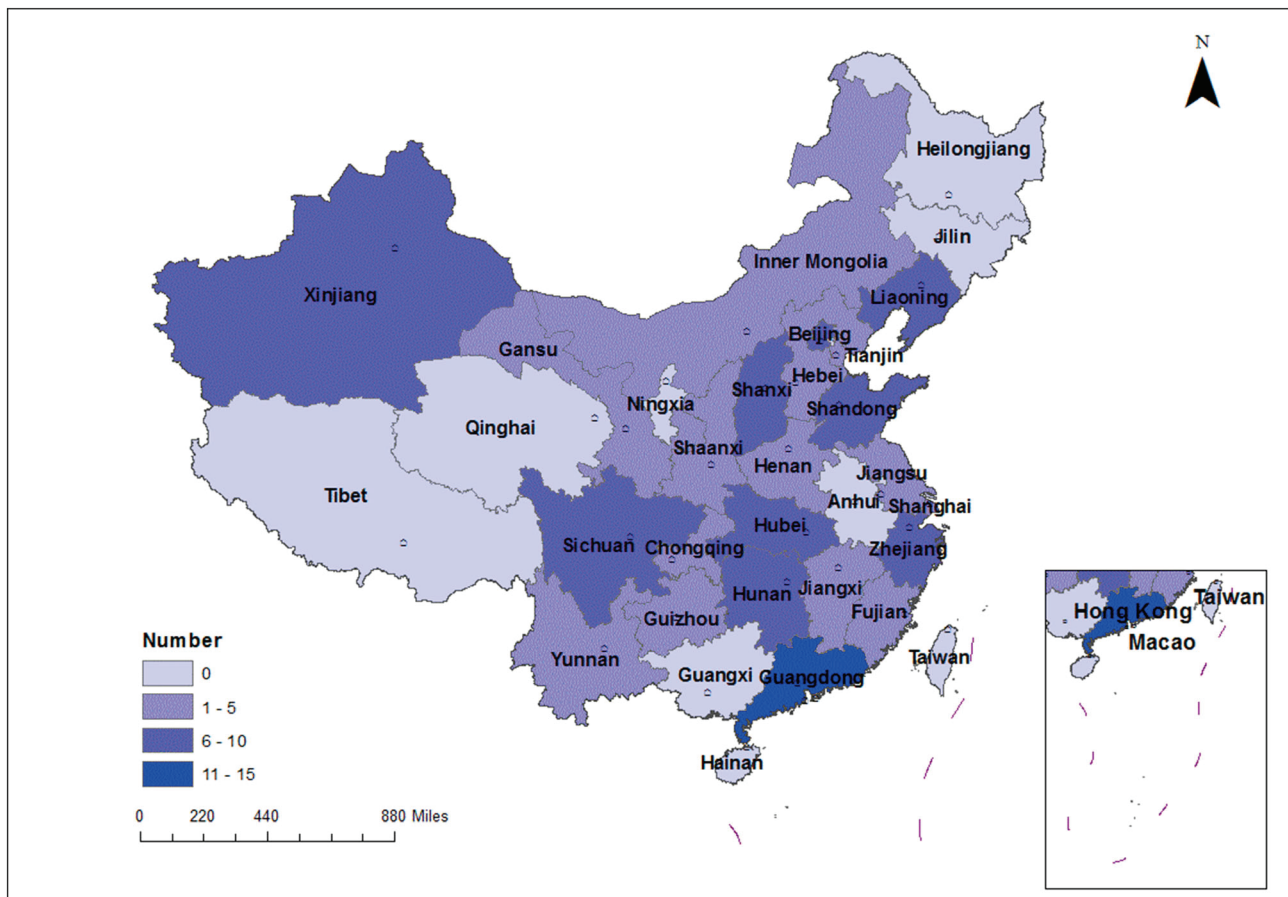 N
Heilongjiang
Jilin
Inner Mongolia
Liaoning
Xinjiang
Beijing
Tianjin
Gansu
Hebei
Shanxi
Ningxia
Shandong
Qinghai
Shaanxi
Henan
Jiangsu
Tibet
Anhui
Shanghai
Hubei
Sichuan
Chongqing
Zhejiang
Hunan
Jiangxi
Guizhou
Fujian
Yunnan
Guangxi
Guangdong
Taiwan
Hainan
Number
0
1 - 5
6 - 10
11 - 15
0 220 440 880 Miles
Taiwan
Hong Kong
Macao